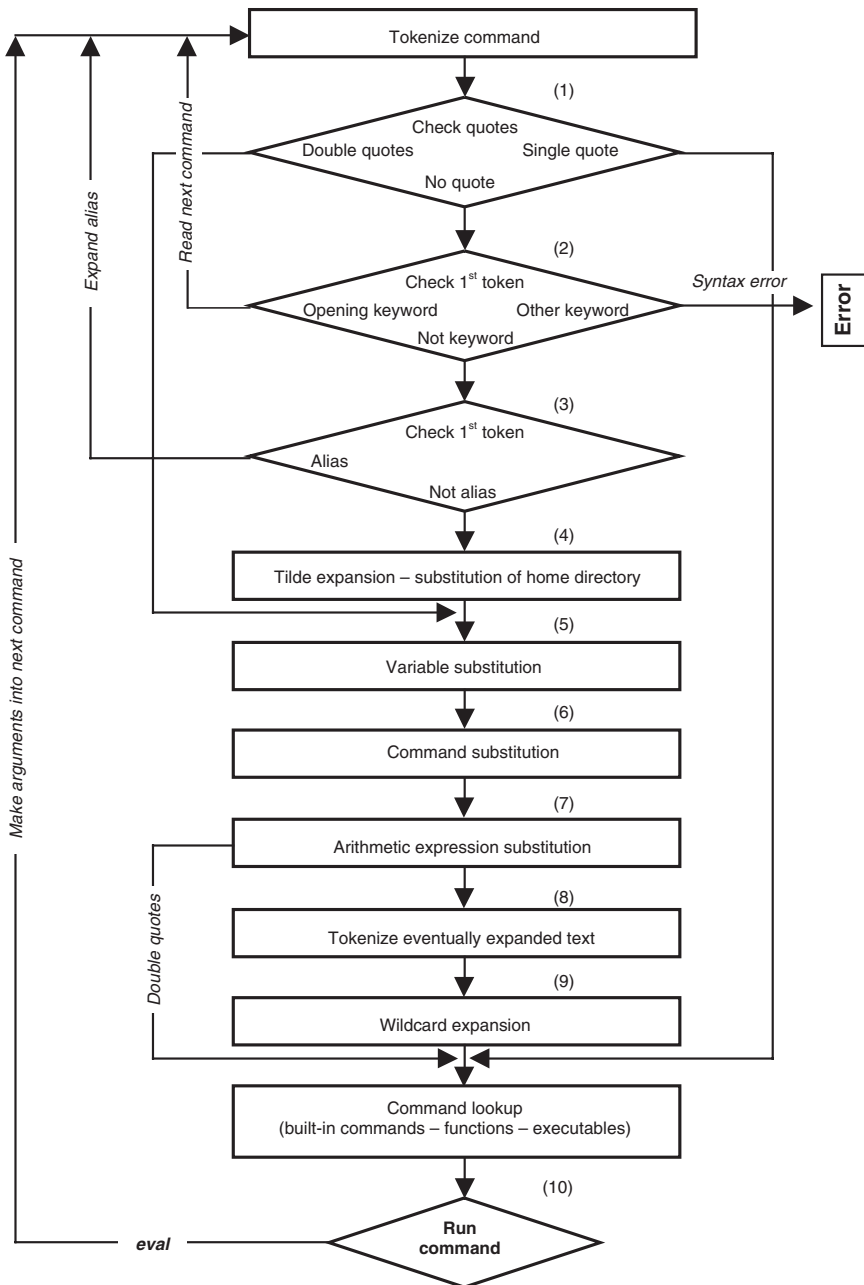 Tokenize command
(1)
Check quotes
Double quotes
Single quote
No quote
(2)
Check 1st token
Opening keyword
Other keyword
Not keyword
Syntax error
Error
(3)
Check 1st token
Alias
Not alias
Read next command
Expand alias
(4)
Tilde expansion – substitution of home directory
(5)
Variable substitution
(6)
Command substitution
(7)
Arithmetic expression substitution
(8)
Tokenize eventually expanded text
(9)
Wildcard expansion
Double quotes
Command lookup
(built-in commands – functions – executables)
(10)
Run
command
eval
Make arguments into next command